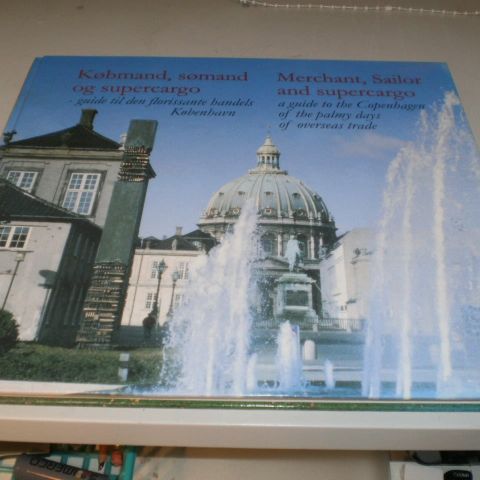 Købmand, sømand
og supercargo
- guide til den florissante handels
København
Merchant, Sailor
and supercargo
a guide to the Copenhagen
of the palmy days
of overseas trade